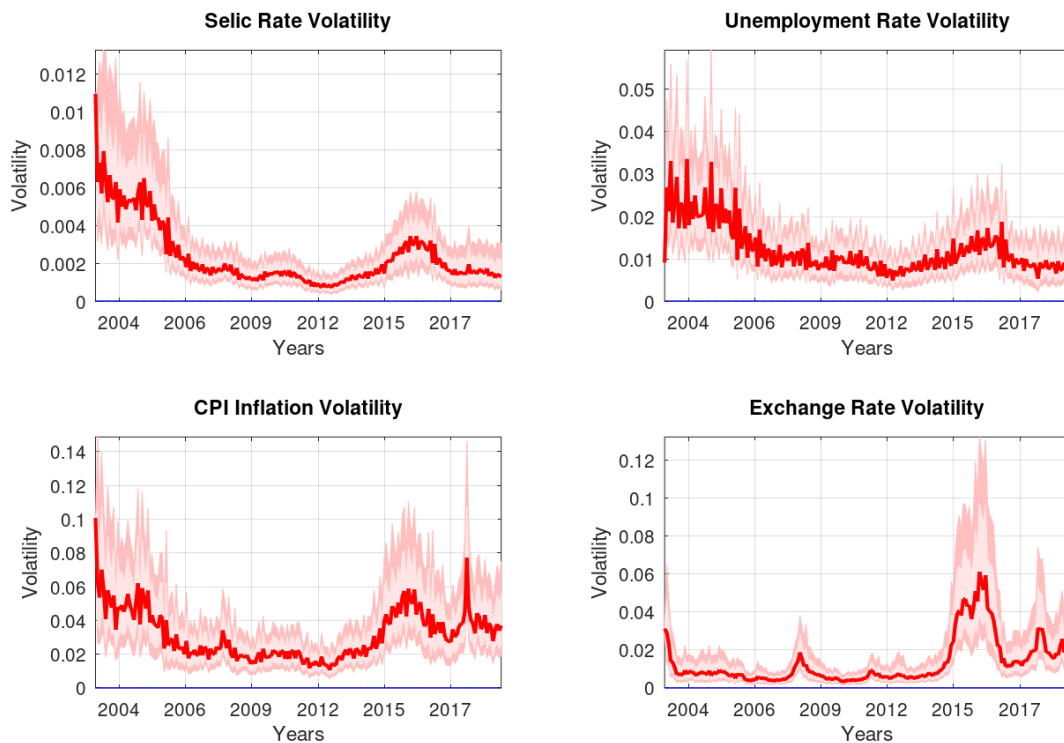 Selic Rate Volatility
0.012
0.01
0.008
0.006
0.004
0.002
0
Volatility
2004 2006 2009 2012 2015 2017
Years
Unemployment Rate Volatility
0.05
0.04
0.03
0.02
0.01
0
Volatility
2004 2006 2009 2012 2015 2017
Years
CPI Inflation Volatility
0.14
0.12
0.1
0.08
0.06
0.04
0.02
0
Volatility
2004 2006 2009 2012 2015 2017
Years
Exchange Rate Volatility
0.12
0.1
0.08
0.06
0.04
0.02
0
Volatility
2004 2006 2009 2012 2015 2017
Years